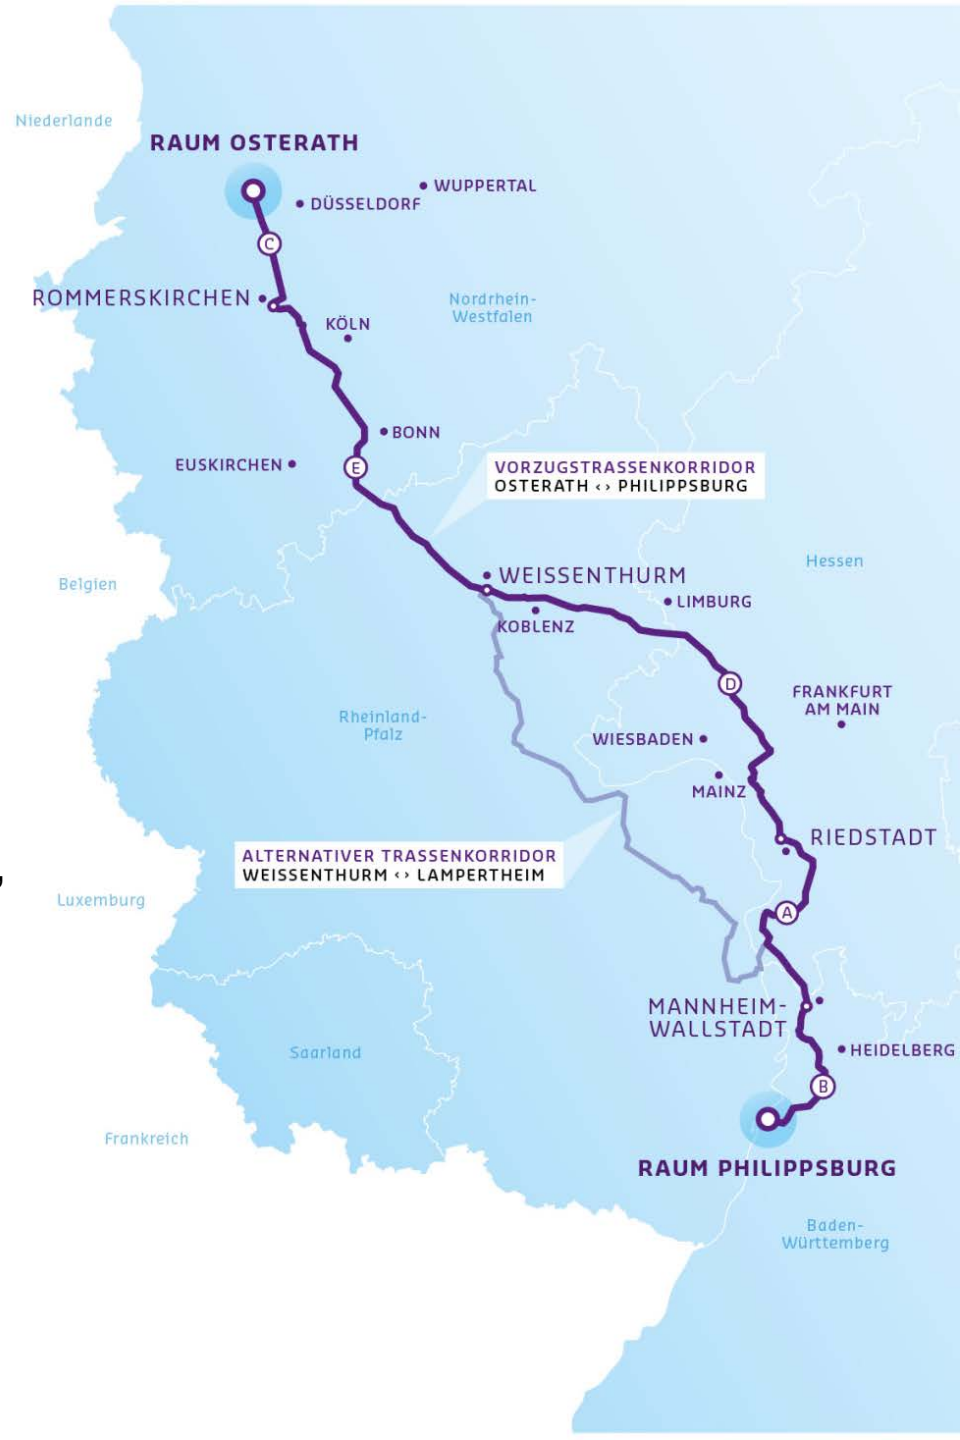 Niederlande
RAUM OSTERATH
WUPPERTAL
DÜSSELDORF
C
ROMMERSKIRCHEN
Nordrhein-
Westfalen
KÖLN
BONN
EUSKIRCHEN
E
VORZUGSTRASSENKORRIDOR
OSTERATH ‹› PHILIPPSBURG
Hessen
Belgien
WEISSENTHURM
LIMBURG
KOBLENZ
D
FRANKFURT
AM MAIN
Rheinland-
Pfalz
WIESBADEN
MAINZ
RIEDSTADT
ALTERNATIVER TRASSENKORRIDOR
WEISSENTHURM ‹› LAMPERTHEIM
Luxemburg
A
MANNHEIM-
WALLSTADT
HEIDELBERG
Saarland
B
Frankreich
RAUM PHILIPPSBURG
Baden-
Württemberg